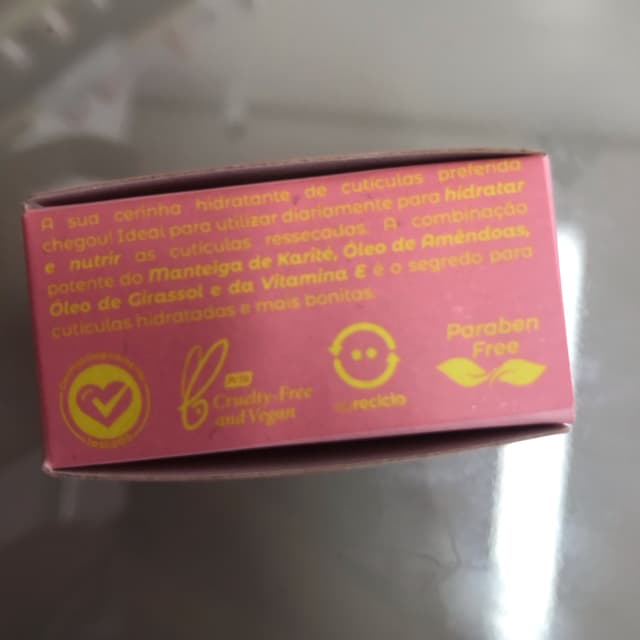 A sua cerinha hidratante de cutículas preferida
chegou! Ideal para utilizar diariamente para hidratar
e nutrir as cutículas ressecadas. A combinação
potente do Manteiga de Karité, Óleo de Amêndoas,
Óleo de Girassol e da Vitamina E é o segredo para
cutículas hidratadas e mais bonitas.
PETA
Cruelty-Free
and Vegan
eureciclo
Paraben
Free